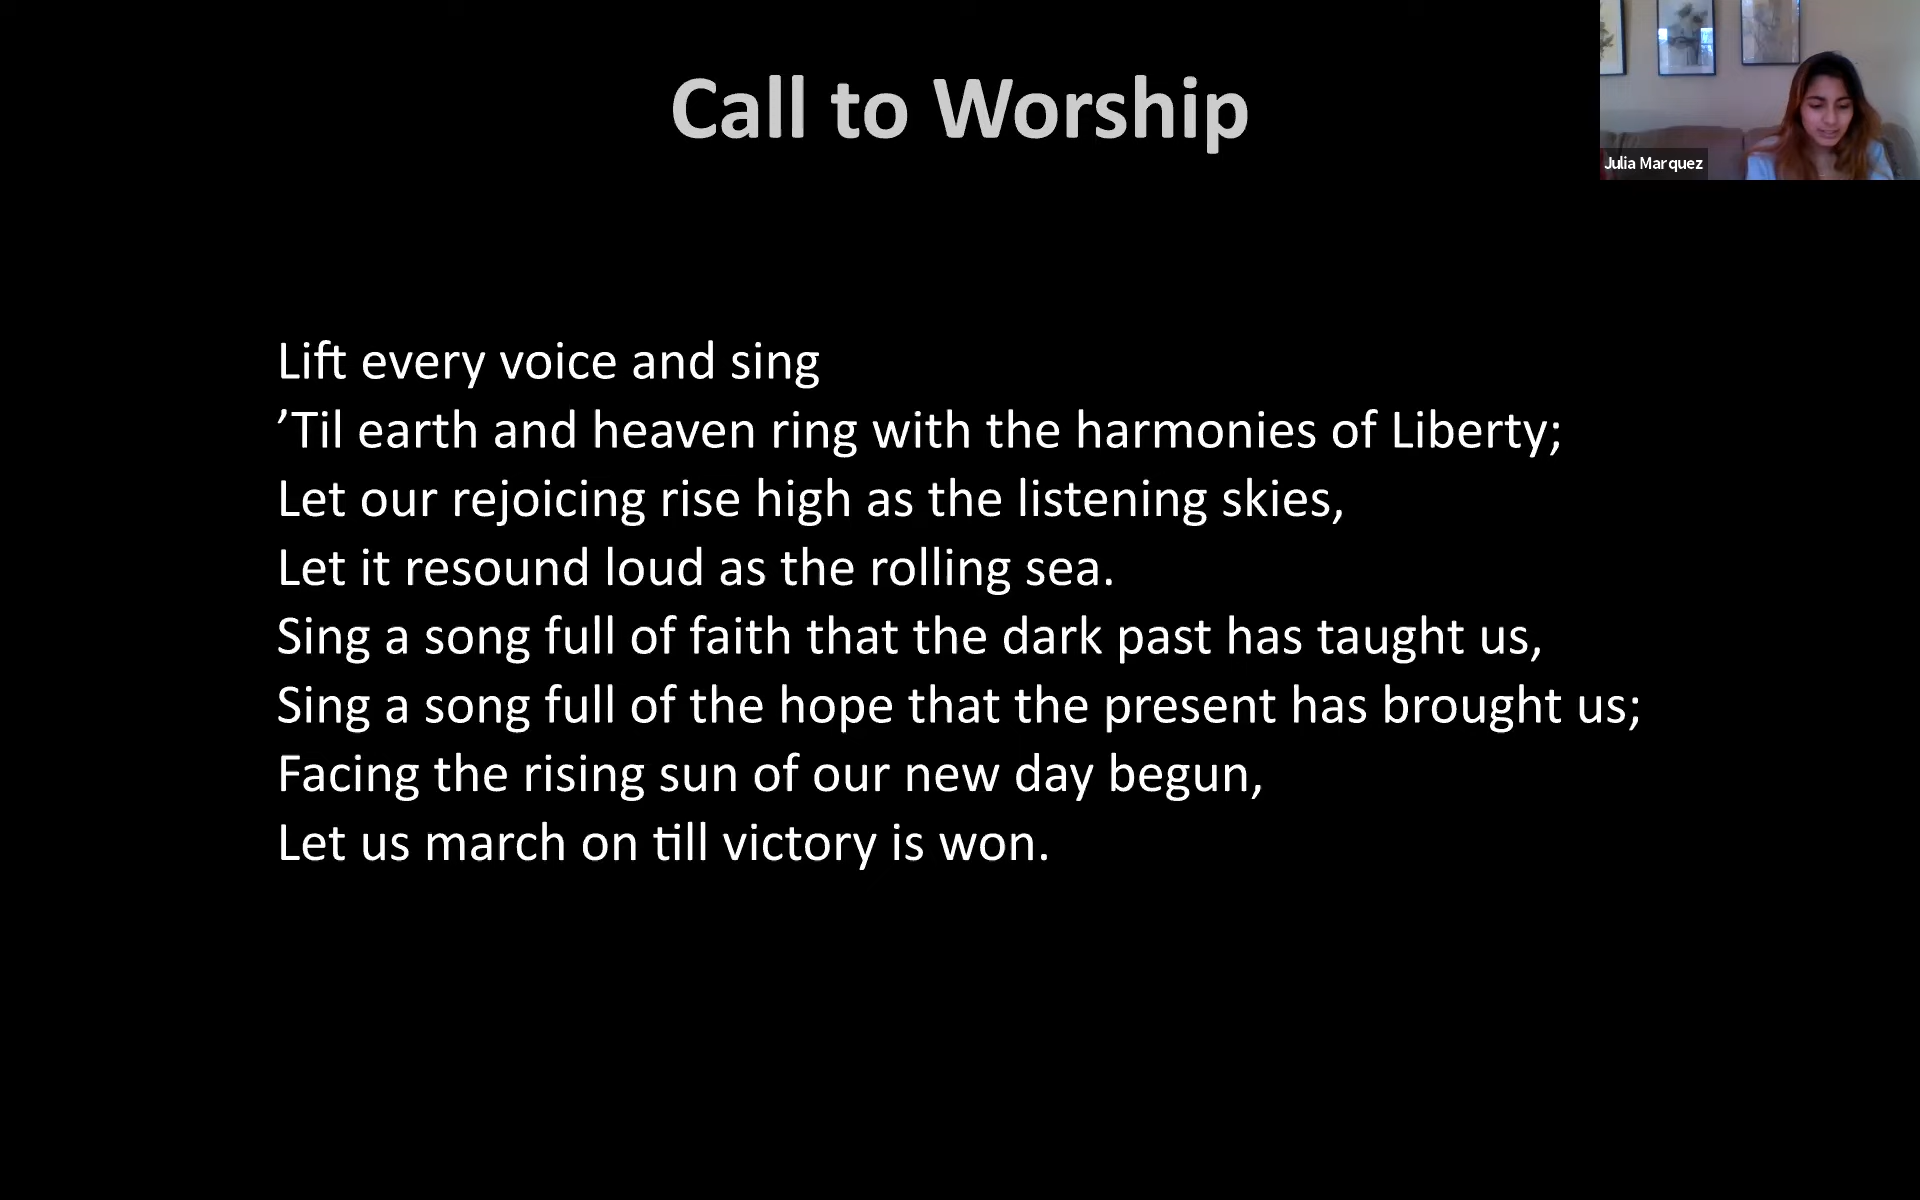 Call to Worship
Julia Marquez
Lift every voice and sing
’Til earth and heaven ring with the harmonies of Liberty;
Let our rejoicing rise high as the listening skies,
Let it resound loud as the rolling sea.
Sing a song full of faith that the dark past has taught us,
Sing a song full of the hope that the present has brought us;
Facing the rising sun of our new day begun,
Let us march on till victory is won.